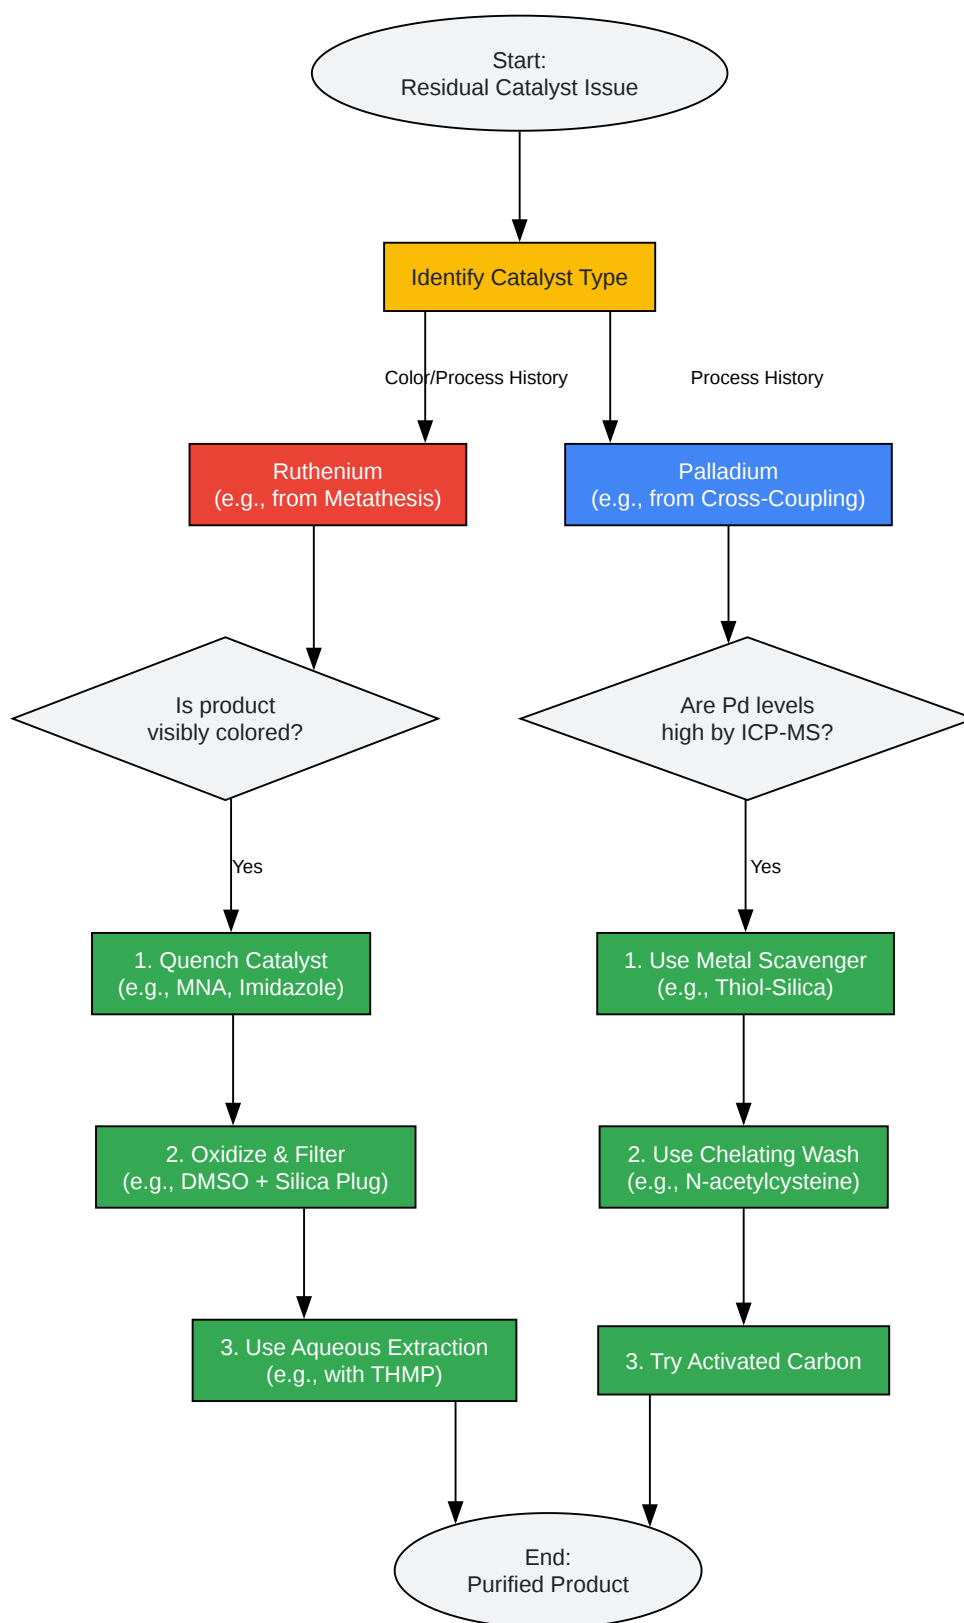 Start:
Residual Catalyst Issue
Identify Catalyst Type
Color/Process History
Process History
Ruthenium
(e.g., from Metathesis)
Palladium
(e.g., from Cross-Coupling)
Is product
visibly colored?
Are Pd levels
high by ICP-MS?
Yes
Yes
1. Quench Catalyst
(e.g., MNA, Imidazole)
1. Use Metal Scavenger
(e.g., Thiol-Silica)
2. Oxidize & Filter
(e.g., DMSO + Silica Plug)
2. Use Chelating Wash
(e.g., N-acetylcysteine)
3. Use Aqueous Extraction
(e.g., with THMP)
3. Try Activated Carbon
End:
Purified Product